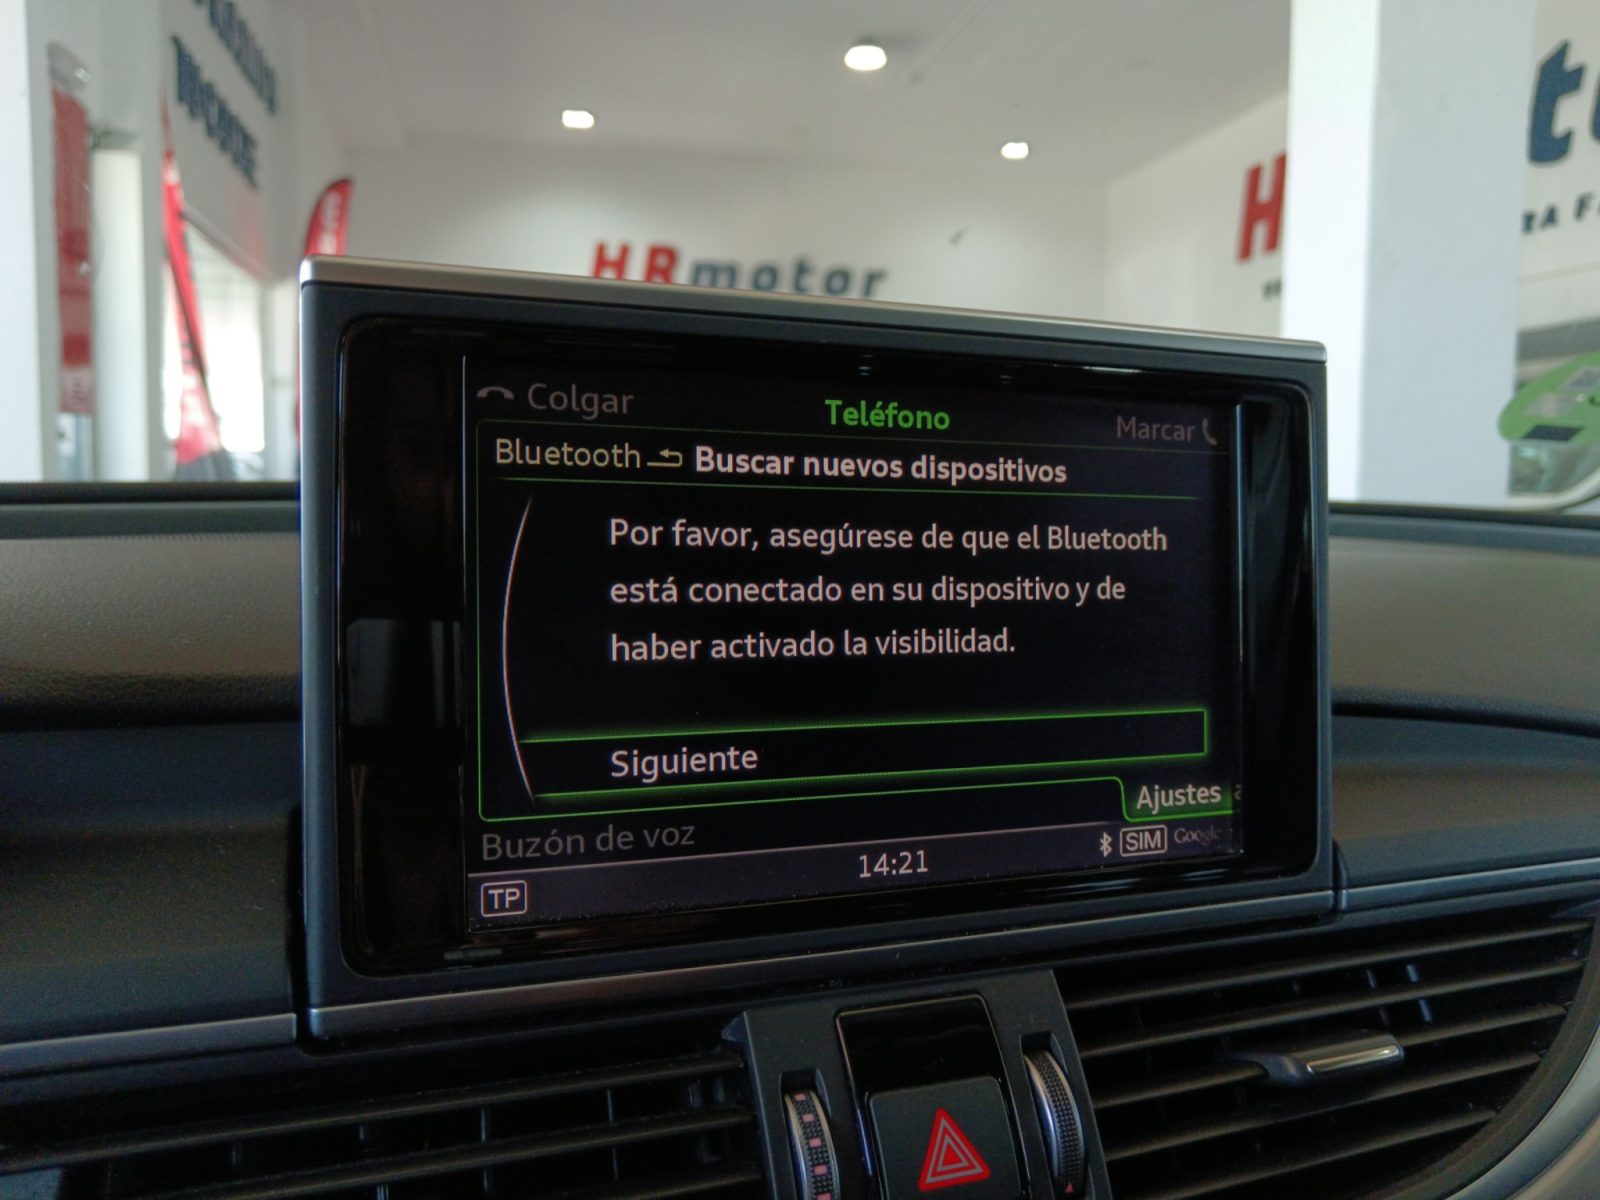 HRmotor
Colgar
Teléfono
Marcar
Bluetooth
Buscar nuevos dispositivos
Por favor, asegúrese de que el Bluetooth
está conectado en su dispositivo y de
haber activado la visibilidad.
Siguiente
Ajustes
Buzón de voz
TP
14:21
SIM
Google